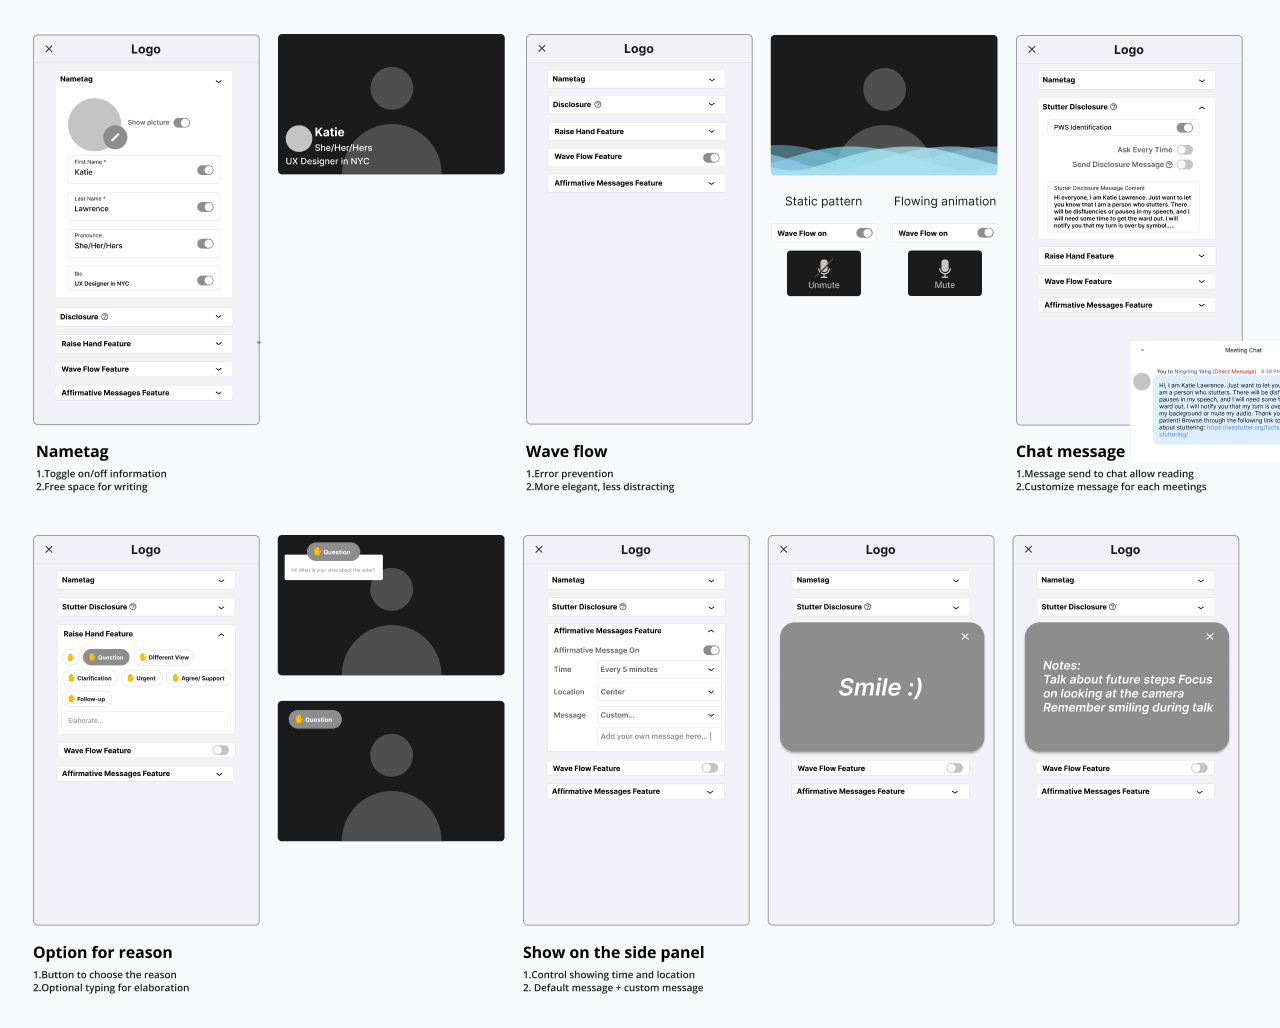 Logo
Nametag
Show picture
First Name *
Katie
Last Name *
Lawrence
Pronounce
She/Her/Hers
Bio
UX Designer in NYC
Disclosure
Raise Hand Feature
Wave Flow Feature
Affirmative Messages Feature
Katie
She/Her/Hers
UX Designer in NYC
Nametag
1.Toggle on/off information
2.Free space for writing
Logo
Nametag
Disclosure
Raise Hand Feature
Wave Flow Feature
Affirmative Messages Feature
Static pattern
Flowing animation
Wave Flow on
Wave Flow on
Unmute
Mute
Wave flow
1.Error prevention
2.More elegant, less distracting
Logo
Nametag
Stutter Disclosure
PWS Identification
Ask Every Time
Send Disclosure Message
Stutter Disclosure Message Content
Hi everyone, I am Katie Lawrence. Just want to let
you know that I am a person who stutters. There
will be disfluencies or pauses in my speech, and I
will need some time to get the ward out. I will
notify you that my turn is over by symbol.....
Raise Hand Feature
Wave Flow Feature
Affirmative Messages Feature
Meeting Chat
You to Ningning Yang (Direct Message) 6:38 PM
Hi, I am Katie Lawrence. Just want to let you
am a person who stutters. There will be
pauses in my speech, and I will need some
ward out. I will notify you that my turn is
my background or mute my audio. Thank
patient! Browse through the following link to
about stuttering: https://westutter.org/facts-
stuttering/
Chat message
1.Message send to chat allow reading
2.Customize message for each meetings
Logo
Nametag
Stutter Disclosure
Raise Hand Feature
Question
Different View
Clarification
Urgent
Agree/ Support
Follow-up
Elaborate...
Wave Flow Feature
Affirmative Messages Feature
Question
Hi! What is your view about the color?
Question
Option for reason
1.Button to choose the reason
2.Optional typing for elaboration
Logo
Nametag
Stutter Disclosure
Affirmative Messages Feature
Affirmative Message On
Time
Every 5 minutes
Location
Center
Message
Custom...
Add your own message here...
Wave Flow Feature
Affirmative Messages Feature
Logo
Nametag
Stutter Disclosure
Smile :)
Wave Flow Feature
Affirmative Messages Feature
Logo
Nametag
Stutter Disclosure
Notes:
Talk about future steps Focus
on looking at the camera
Remember smiling during talk
Wave Flow Feature
Affirmative Messages Feature
Show on the side panel
1.Control showing time and location
2. Default message + custom message